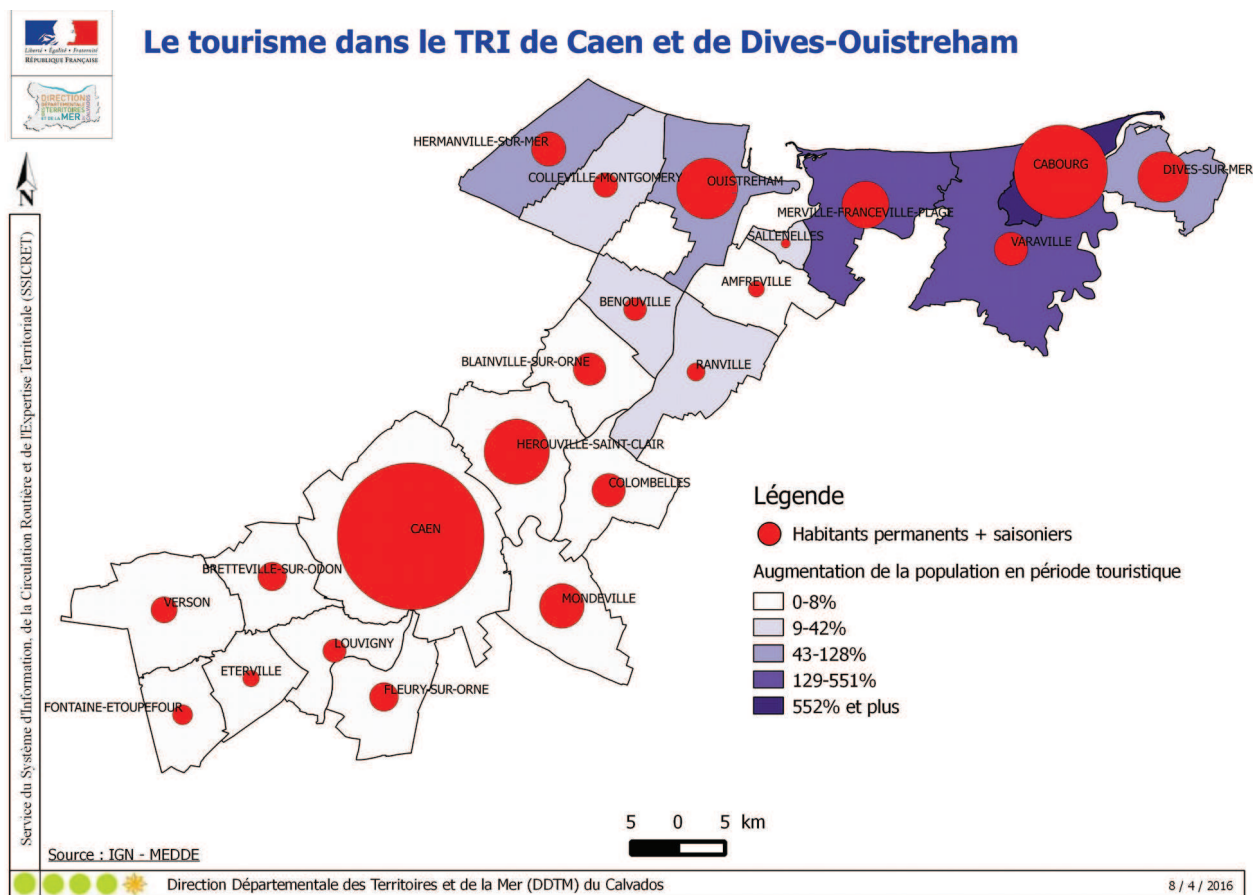 Liberté • Égalité • Fraternité
RÉPUBLIQUE FRANÇAISE
DIRECTION
DÉPARTEMENTALE
TERRITOIRES
ET DE LA MER
CALVADOS
Le tourisme dans le TRI de Caen et de Dives-Ouistreham
N
Service du Système d'Information, de la Circulation Routière et de l'Expertise Territoriale (SSICRET)
HERMANVILLE-SUR-MER
COLLEVILLE-MONTGOMERY
OUISTREHAM
CABOURG
DIVES-SUR-MER
MERVILLE-FRANCEVILLE-PLAGE
SALLENELLES
VARAVILLE
AMFREVILLE
BENOUVILLE
BLAINVILLE-SUR-ORNE
RANVILLE
HEROUVILLE-SAINT-CLAIR
COLOMBELLES
CAEN
BRETTEVILLE-SUR-ODON
VERSON
MONDEVILLE
LOUVIGNY
ETERVILLE
FLEURY-SUR-ORNE
FONTAINE-ETOUPEFOUR
Légende
Habitants permanents + saisoniers
Augmentation de la population en période touristique
0-8%
9-42%
43-128%
129-551%
552% et plus
5 0 5 km
Source : IGN - MEDDE
Direction Départementale des Territoires et de la Mer (DDTM) du Calvados
8 / 4 / 2016